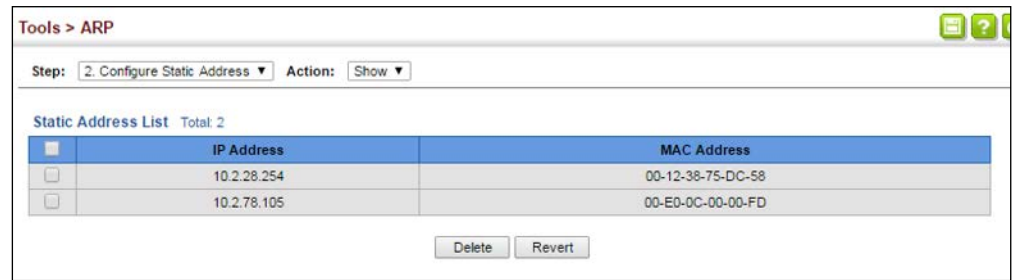 Tools > ARP
Step: 2. Configure Static Address ▼ Action: Show ▼
Static Address List Total: 2
IP Address MAC Address
10.2.28.254 00-12-38-75-DC-58
10.2.78.105 00-E0-0C-00-00-FD
Delete Revert